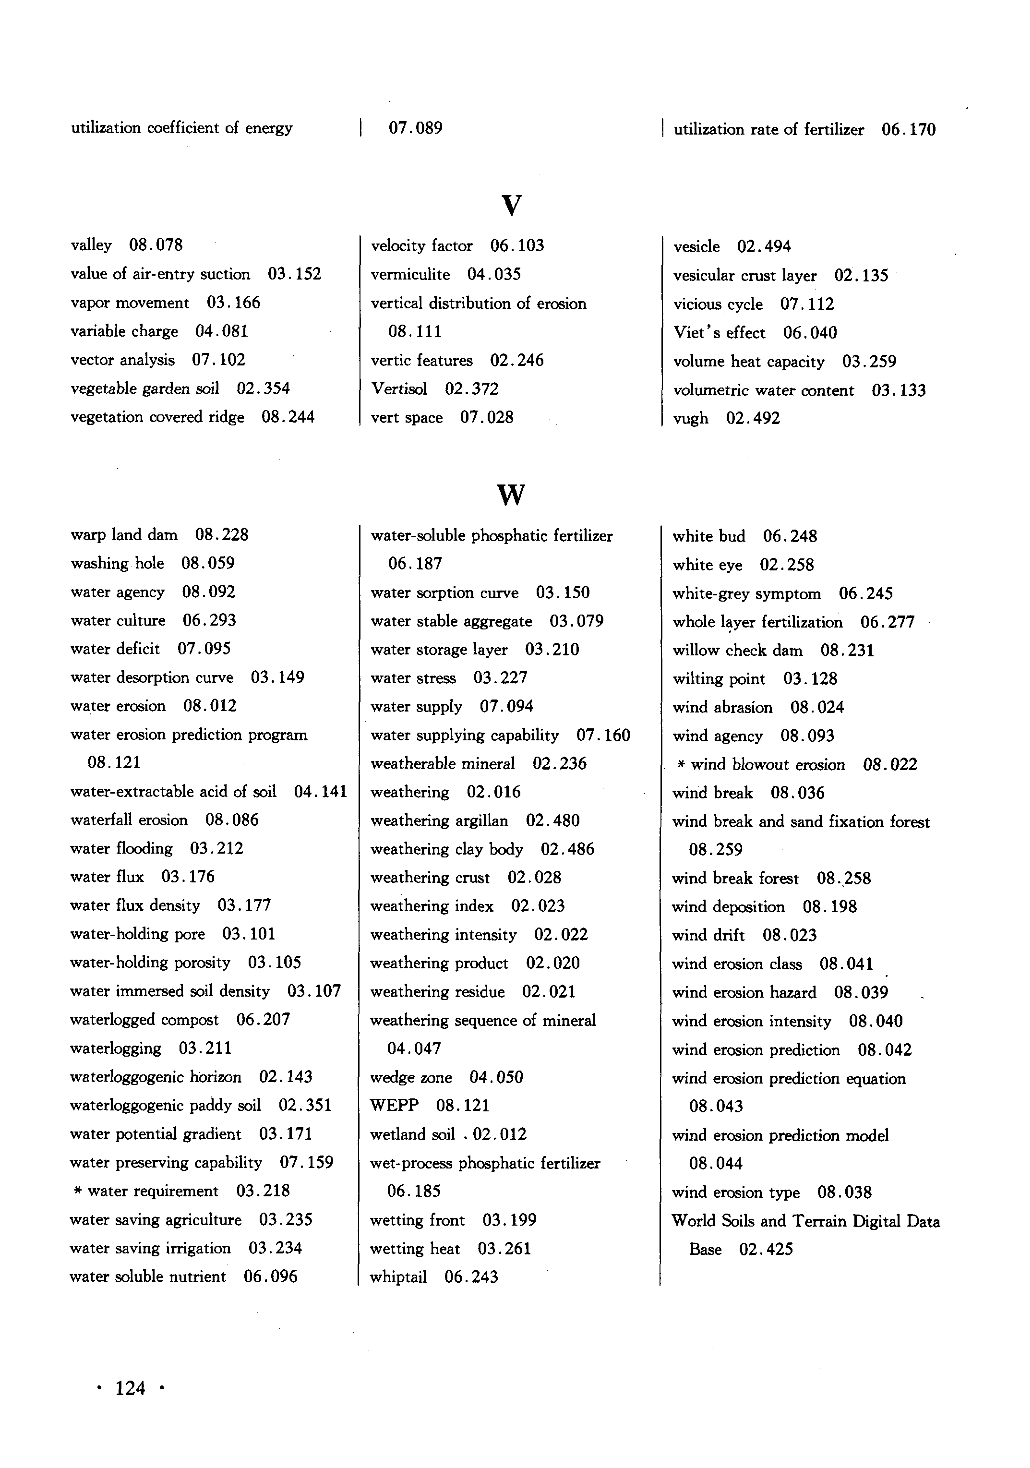 utilization coefficient of energy
07.089
utilization rate of fertilizer 06.170
V
valley 08.078
value of air-entry suction 03.152
vapor movement 03.166
variable charge 04.081
vector analysis 07.102
vegetable garden soil 02.354
vegetation covered ridge 08.244
velocity factor 06.103
vermiculite 04.035
vertical distribution of erosion
08.111
vertic features 02.246
Vertisol 02.372
vert space 07.028
vesicle 02.494
vesicular crust layer 02.135
vicious cycle 07.112
Viet's effect 06.040
volume heat capacity 03.259
volumetric water content 03.133
vugh 02.492
W
warp land dam 08.228
washing hole 08.059
water agency 08.092
water culture 06.293
water deficit 07.095
water desorption curve 03.149
water erosion 08.012
water erosion prediction program
08.121
water-extractable acid of soil 04.141
waterfall erosion 08.086
water flooding 03.212
water flux 03.176
water flux density 03.177
water-holding pore 03.101
water-holding porosity 03.105
water immersed soil density 03.107
waterlogged compost 06.207
waterlogging 03.211
waterloggogenic horizon 02.143
waterloggogenic paddy soil 02.351
water potential gradient 03.171
water preserving capability 07.159
* water requirement 03.218
water saving agriculture 03.235
water saving irrigation 03.234
water soluble nutrient 06.096
water-soluble phosphatic fertilizer
06.187
water sorption curve 03.150
water stable aggregate 03.079
water storage layer 03.210
water stress 03.227
water supply 07.094
water supplying capability 07.160
weatherable mineral 02.236
weathering 02.016
weathering argillan 02.480
weathering clay body 02.486
weathering crust 02.028
weathering index 02.023
weathering intensity 02.022
weathering product 02.020
weathering residue 02.021
weathering sequence of mineral
04.047
wedge zone 04.050
WEPP 08.121
wetland soil 02.012
wet-process phosphatic fertilizer
06.185
wetting front 03.199
wetting heat 03.261
whiptail 06.243
white bud 06.248
white eye 02.258
white-grey symptom 06.245
whole layer fertilization 06.277
willow check dam 08.231
wilting point 03.128
wind abrasion 08.024
wind agency 08.093
* wind blowout erosion 08.022
wind break 08.036
wind break and sand fixation forest
08.259
wind break forest 08.258
wind deposition 08.198
wind drift 08.023
wind erosion class 08.041
wind erosion hazard 08.039
wind erosion intensity 08.040
wind erosion prediction 08.042
wind erosion prediction equation
08.043
wind erosion prediction model
08.044
wind erosion type 08.038
World Soils and Terrain Digital Data
Base 02.425
· 124 ·